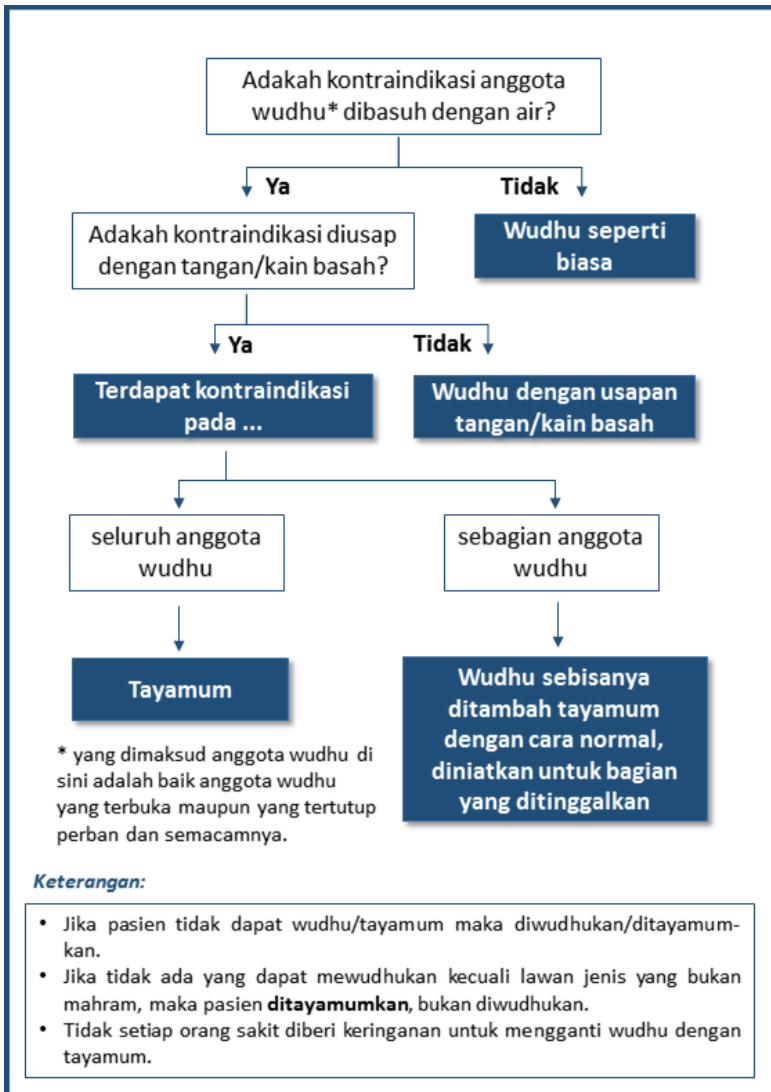 Adakah kontraindikasi anggota
wudhu* dibasuh dengan air?
Ya
Tidak
Adakah kontraindikasi diusap
dengan tangan/kain basah?
Wudhu seperti
biasa
Ya
Tidak
Terdapat kontraindikasi
pada ...
Wudhu dengan usapan
tangan/kain basah
seluruh anggota
wudhu
sebagian anggota
wudhu
Tayamum
Wudhu sebisanya
ditambah tayamum
dengan cara normal,
diniatkan untuk bagian
yang ditinggalkan
* yang dimaksud anggota wudhu di
sini adalah baik anggota wudhu
yang terbuka maupun yang tertutup
perban dan semacamnya.
Keterangan:
• Jika pasien tidak dapat wudhu/tayamum maka diwudhukan/ditayamum-
kan.
• Jika tidak ada yang dapat mewudhukan kecuali lawan jenis yang bukan
mahram, maka pasien ditayamumkan, bukan diwudhukan.
• Tidak setiap orang sakit diberi keringanan untuk mengganti wudhu dengan
tayamum.